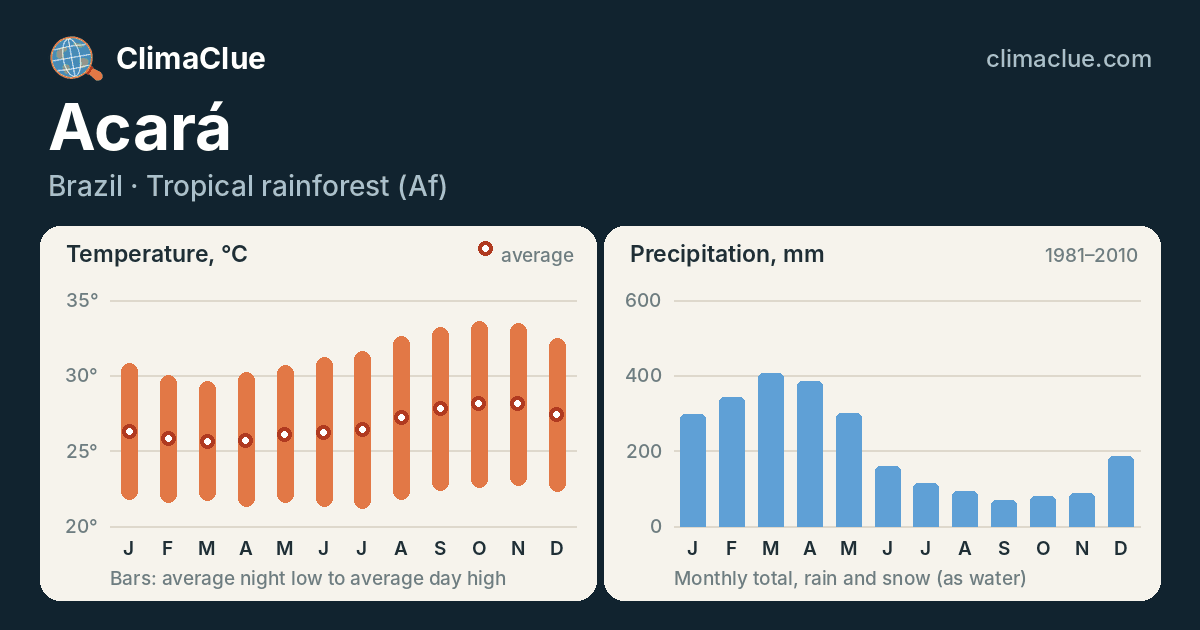 ClimaClue
climaclue.com
Acará
Brazil · Tropical rainforest (Af)
Temperature, °C
average
35°
30°
25°
20°
J F M A M J J A S O N D
Bars: average night low to average day high
Precipitation, mm
1981–2010
600
400
200
0
J F M A M J J A S O N D
Monthly total, rain and snow (as water)